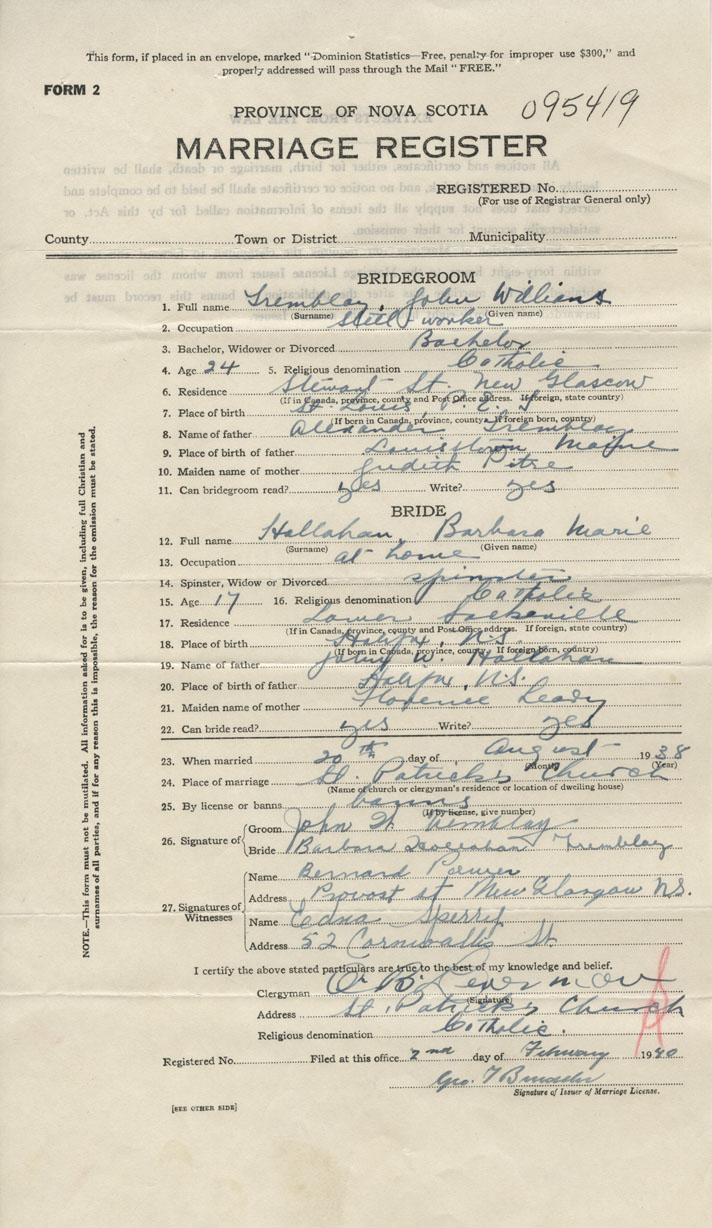 This form, if placed in an envelope, marked "Dominion Statistics—Free, penalty for improper use $300," and
properly addressed will pass through the Mail "FREE."
FORM 2
PROVINCE OF NOVA SCOTIA 095419
MARRIAGE REGISTER
REGISTERED No.
(For use of Registrar General only)
County Town or District Municipality
BRIDEGROOM
1. Full name Tremblay, John William
(Surname) (Given name)
2. Occupation Steel worker
3. Bachelor, Widower or Divorced Bachelor
4. Age 24 5. Religious denomination Catholic
6. Residence Stewart St. New Glascow
(If in Canada, province, county and Post Office address. If foreign, state country)
7. Place of birth St. Louis, P. E. I
(If born in Canada, province, county. If foreign born, country)
8. Name of father Alexander Tremblay
9. Place of birth of father Maine
10. Maiden name of mother Judith Pitre
11. Can bridegroom read? yes Write? yes
BRIDE
12. Full name Hallahan, Barbara Marie
(Surname) (Given name)
13. Occupation at home
14. Spinster, Widow or Divorced spinster
15. Age 17 16. Religious denomination Catholic
17. Residence Lower Sackville
(If in Canada, province, county and Post Office address. If foreign, state country)
18. Place of birth Halifax, N.S.
(If born in Canada, province, county. If foreign born, country)
19. Name of father John W. Hallahan
20. Place of birth of father Halifax, N.S.
21. Maiden name of mother Florence Leahy
22. Can bride read? yes Write? yes
23. When married 20th day of August 1938
(Month) (Year)
24. Place of marriage St. Patrick's Church
(Name of church or clergyman's residence or location of dwelling house)
25. By license or banns banns
(If by license, give number)
26. Signature of Groom John W Tremblay
Bride Barbara Hallahan Tremblay
27. Signatures of Witnesses
Name Bernard Power
Address Provost st New Glasgow N.S.
Name Edna Sperry
Address 52 Cornwallis St
I certify the above stated particulars are true to the best of my knowledge and belief.
Clergyman
(Signature)
Address St. Patrick's Church
Religious denomination Catholic.
Registered No. Filed at this office 2nd day of February 1940
Geo.
Signature of Issuer of Marriage License.
[SEE OTHER SIDE]
NOTE.—This form must not be mutilated. All information asked for is to be given, including full Christian and
surnames of all parties, and if for any reason this is impossible, the reason for the omission must be stated.